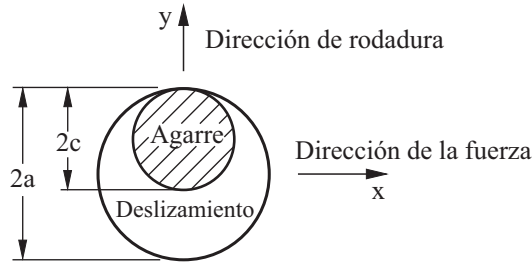 y
Dirección de rodadura
2a
2c
Agarre
Dirección de la fuerza
x
Deslizamiento